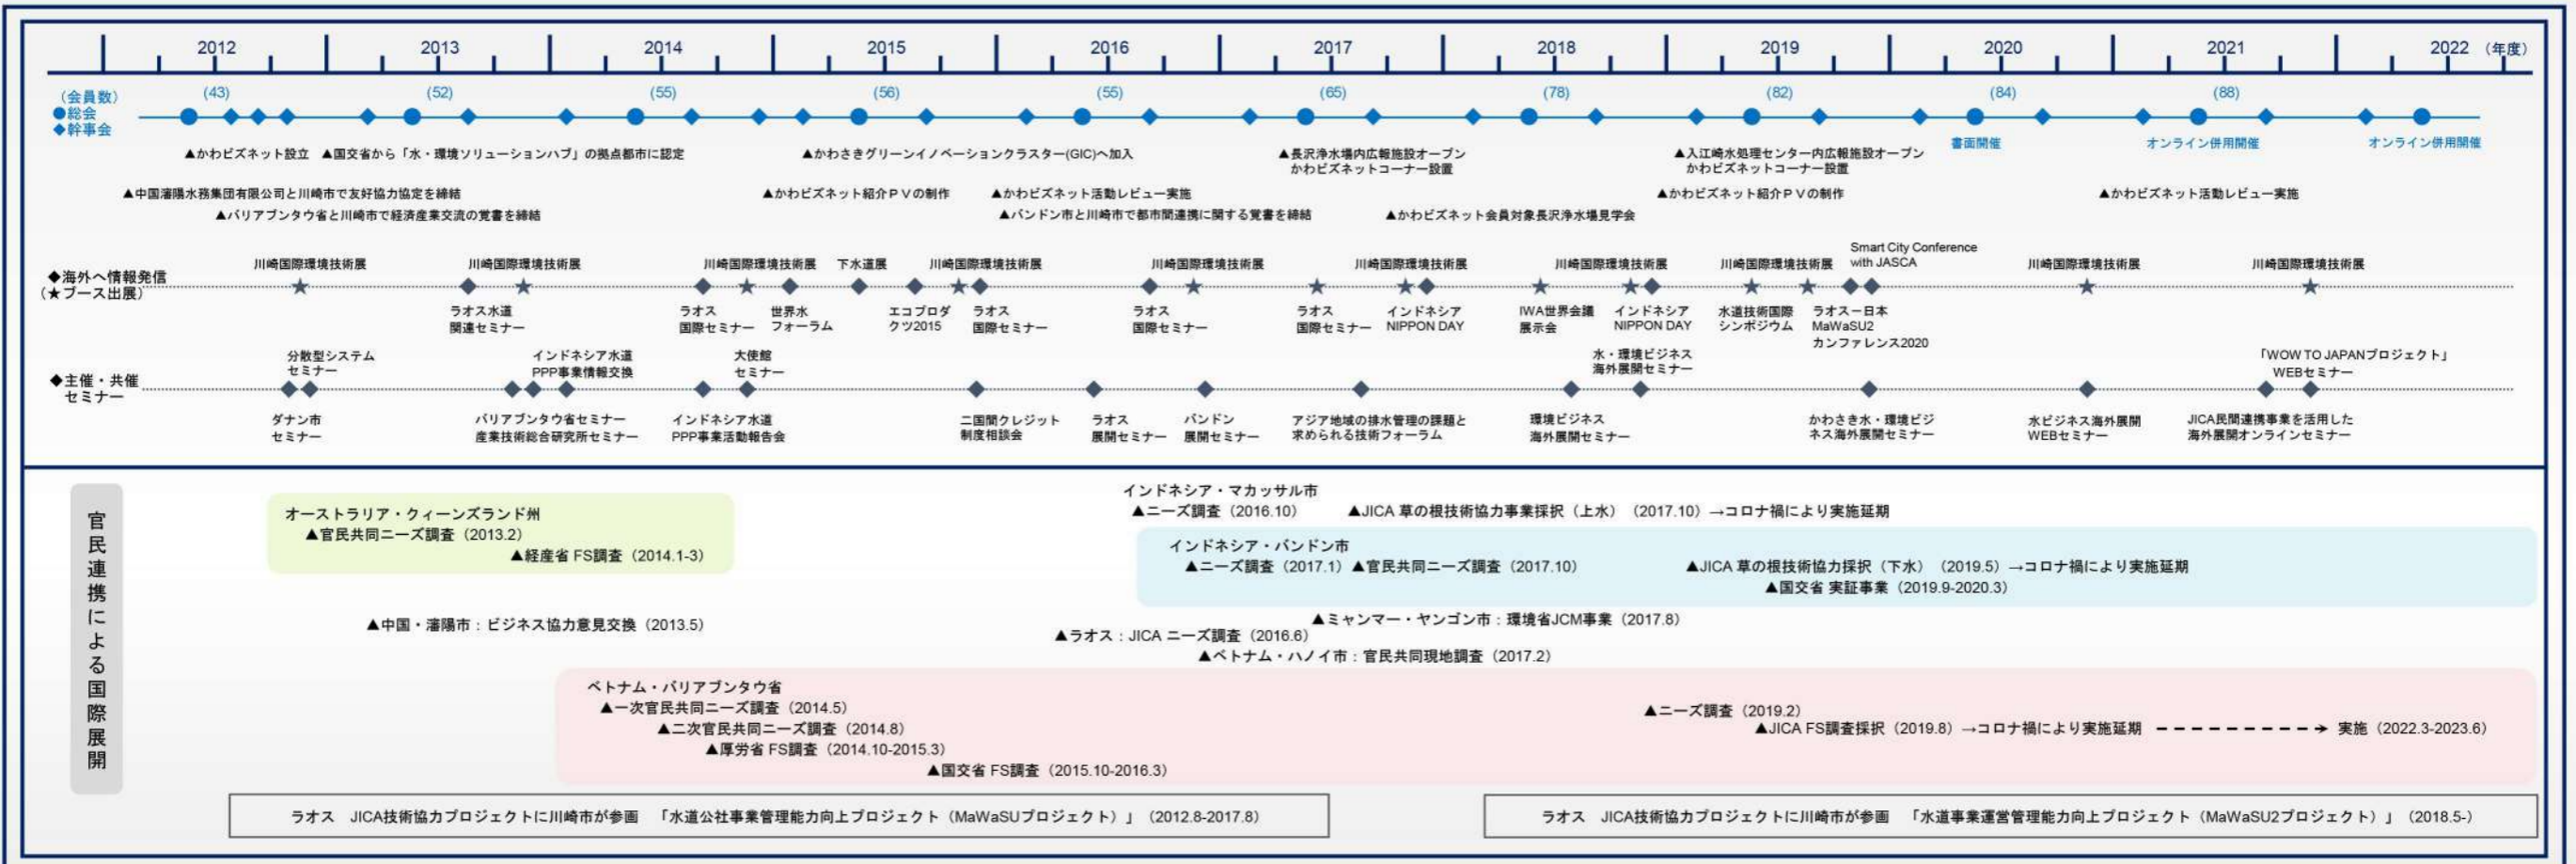 2012 2013 2014 2015 2016 2017 2018 2019 2020 2021 2022 (年度)
(会員数) (43) (52) (55) (56) (55) (65) (78) (82) (84) (88)
●総会
◆幹事会
書面開催 オンライン併用開催 オンライン併用開催
▲かわビズネット設立 ▲国交省から「水・環境ソリューションハブ」の拠点都市に認定 ▲かわさきグリーンイノベーションクラスター(GIC)へ加入 ▲長沢浄水場内広報施設オープン ▲入江崎水処理センター内広報施設オープン
かわビズネットコーナー設置 かわビズネットコーナー設置
▲中国瀋陽水務集団有限公司と川崎市で友好協力協定を締結 ▲かわビズネット紹介PVの制作 ▲かわビズネット活動レビュー実施 ▲かわビズネット紹介PVの制作 ▲かわビズネット活動レビュー実施
▲バリアブンタウ省と川崎市で経済産業交流の覚書を締結 ▲バンドン市と川崎市で都市間連携に関する覚書を締結 ▲かわビズネット会員対象長沢浄水場見学会
◆海外へ情報発信
(★ブース出展)
川崎国際環境技術展 川崎国際環境技術展 川崎国際環境技術展 下水道展 川崎国際環境技術展 川崎国際環境技術展 川崎国際環境技術展 川崎国際環境技術展 川崎国際環境技術展 Smart City Conference
with JASCA
川崎国際環境技術展 川崎国際環境技術展
ラオス水道
関連セミナー
ラオス
国際セミナー
世界水
フォーラム
エコプロダ
クツ2015
ラオス
国際セミナー
ラオス
国際セミナー
ラオス
国際セミナー
インドネシア
NIPPON DAY
IWA世界会議
展示会
インドネシア
NIPPON DAY
水道技術国際
シンポジウム
ラオスー日本
MaWaSU2
カンファレンス2020
◆主催・共催
セミナー
分散型システム
セミナー
インドネシア水道
PPP事業情報交換
大使館
セミナー
水・環境ビジネス
海外展開セミナー
「WOW TO JAPANプロジェクト」
WEBセミナー
ダナン市
セミナー
バリアブンタウ省セミナー
産業技術総合研究所セミナー
インドネシア水道
PPP事業活動報告会
二国間クレジット
制度相談会
ラオス
展開セミナー
バンドン
展開セミナー
アジア地域の排水管理の課題と
求められる技術フォーラム
環境ビジネス
海外展開セミナー
かわさき水・環境ビジ
ネス海外展開セミナー
水ビジネス海外展開
WEBセミナー
JICA民間連携事業を活用した
海外展開オンラインセミナー
官民連携による国際展開
オーストラリア・クィーンズランド州
▲官民共同ニーズ調査(2013.2)
▲経産省 FS調査(2014.1-3)
インドネシア・マカッサル市
▲ニーズ調査(2016.10) ▲JICA 草の根技術協力事業採択(上水)(2017.10)→コロナ禍により実施延期
インドネシア・バンドン市
▲ニーズ調査(2017.1) ▲官民共同ニーズ調査(2017.10) ▲JICA 草の根技術協力採択(下水)(2019.5)→コロナ禍により実施延期
▲国交省 実証事業(2019.9-2020.3)
▲中国・瀋陽市:ビジネス協力意見交換(2013.5)
▲ミャンマー・ヤンゴン市:環境省JCM事業(2017.8)
▲ラオス:JICA ニーズ調査(2016.6)
▲ベトナム・ハノイ市:官民共同現地調査(2017.2)
ベトナム・バリアブンタウ省
▲一次官民共同ニーズ調査(2014.5)
▲二次官民共同ニーズ調査(2014.8)
▲厚労省 FS調査(2014.10-2015.3)
▲国交省 FS調査(2015.10-2016.3)
▲ニーズ調査(2019.2)
▲JICA FS調査採択(2019.8)→コロナ禍により実施延期 実施(2022.3-2023.6)
ラオス JICA技術協力プロジェクトに川崎市が参画 「水道公社事業管理能力向上プロジェクト(MaWaSUプロジェクト)」(2012.8-2017.8)
ラオス JICA技術協力プロジェクトに川崎市が参画 「水道事業運営管理能力向上プロジェクト(MaWaSU2プロジェクト)」(2018.5-)